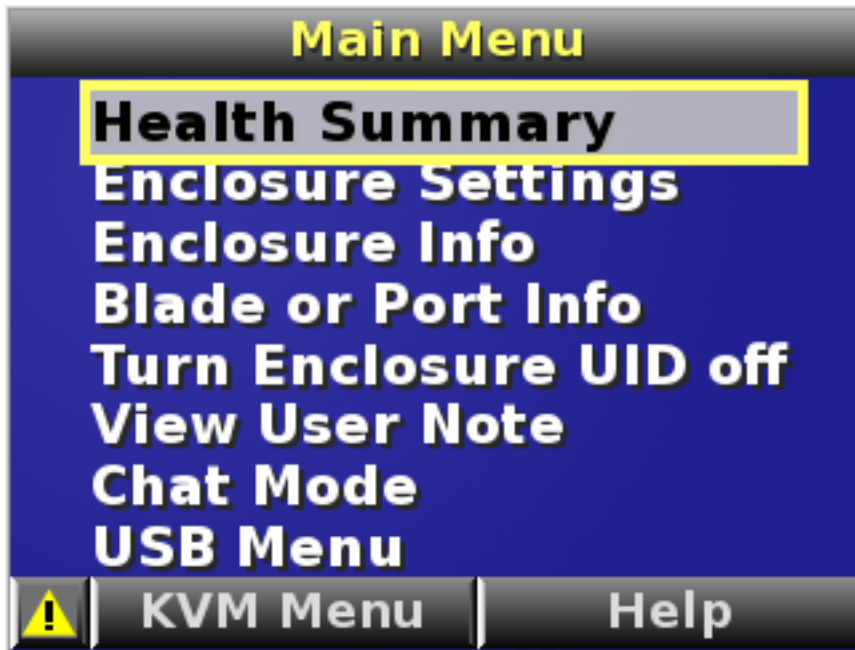 Main Menu
Health Summary
Enclosure Settings
Enclosure Info
Blade or Port Info
Turn Enclosure UID off
View User Note
Chat Mode
USB Menu
! KVM Menu Help